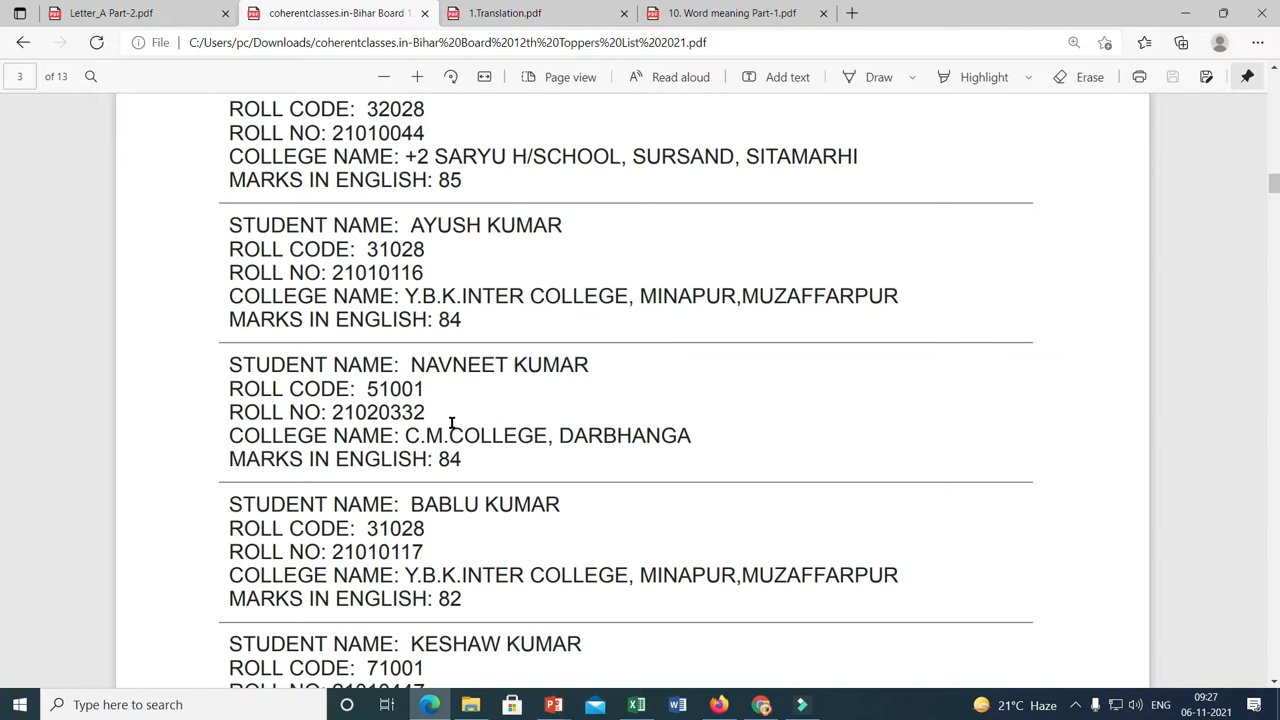 Letter_A Part-2.pdf
coherentclasses.in-Bihar Board 1
1.Translation.pdf
10. Word meaning Part-1.pdf
File
C:/Users/pc/Downloads/coherentclasses.in-Bihar%20Board%2012th%20Toppers%20List%202021.pdf
3 of 13
Page view
Read aloud
Add text
Draw
Highlight
Erase
ROLL CODE: 32028
ROLL NO: 21010044
COLLEGE NAME: +2 SARYU H/SCHOOL, SURSAND, SITAMARHI
MARKS IN ENGLISH: 85
STUDENT NAME: AYUSH KUMAR
ROLL CODE: 31028
ROLL NO: 21010116
COLLEGE NAME: Y.B.K.INTER COLLEGE, MINAPUR,MUZAFFARPUR
MARKS IN ENGLISH: 84
STUDENT NAME: NAVNEET KUMAR
ROLL CODE: 51001
ROLL NO: 21020332
COLLEGE NAME: C.M.COLLEGE, DARBHANGA
MARKS IN ENGLISH: 84
STUDENT NAME: BABLU KUMAR
ROLL CODE: 31028
ROLL NO: 21010117
COLLEGE NAME: Y.B.K.INTER COLLEGE, MINAPUR,MUZAFFARPUR
MARKS IN ENGLISH: 82
STUDENT NAME: KESHAW KUMAR
ROLL CODE: 71001
Type here to search
21°C Haze
ENG
09:27
06-11-2021